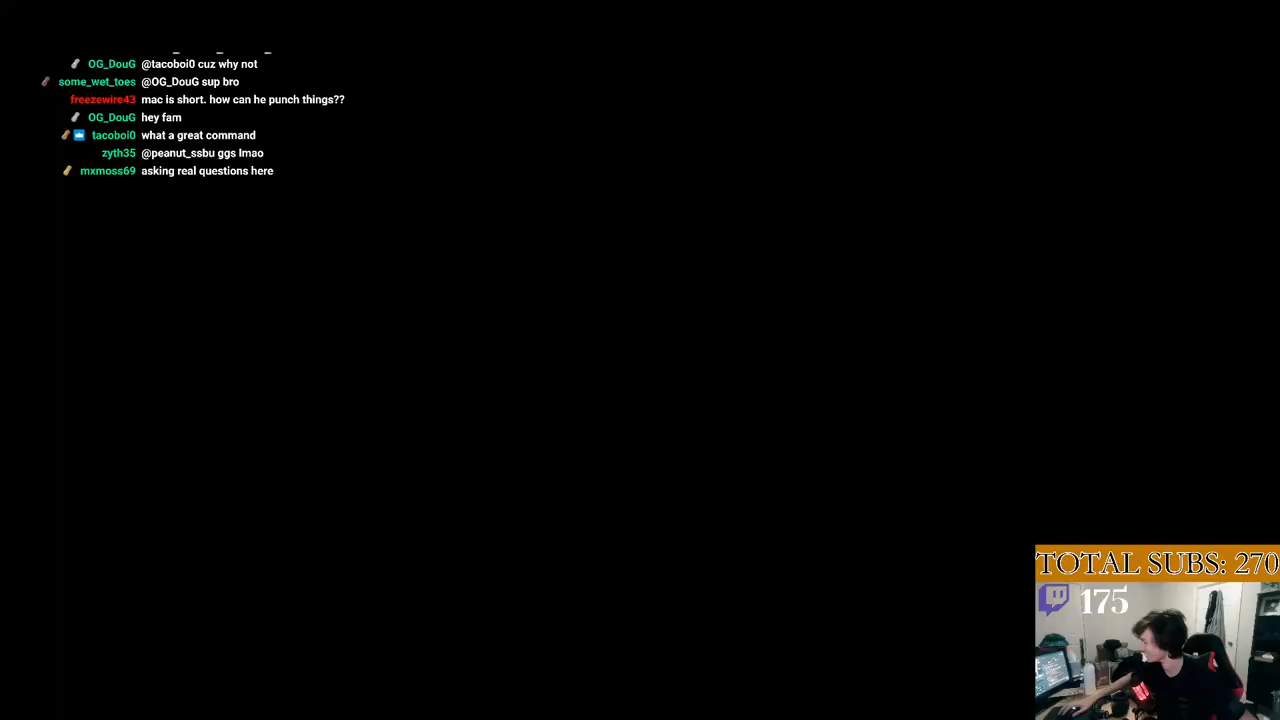 OG_DouG @tacoboi0 cuz why not
some_wet_toes @OG_DouG sup bro
freezewire43 mac is short. how can he punch things??
OG_DouG hey fam
tacoboi0 what a great command
zyth35 @peanut_ssbu ggs lmao
mxmoss69 asking real questions here
TOTAL SUBS: 270
175